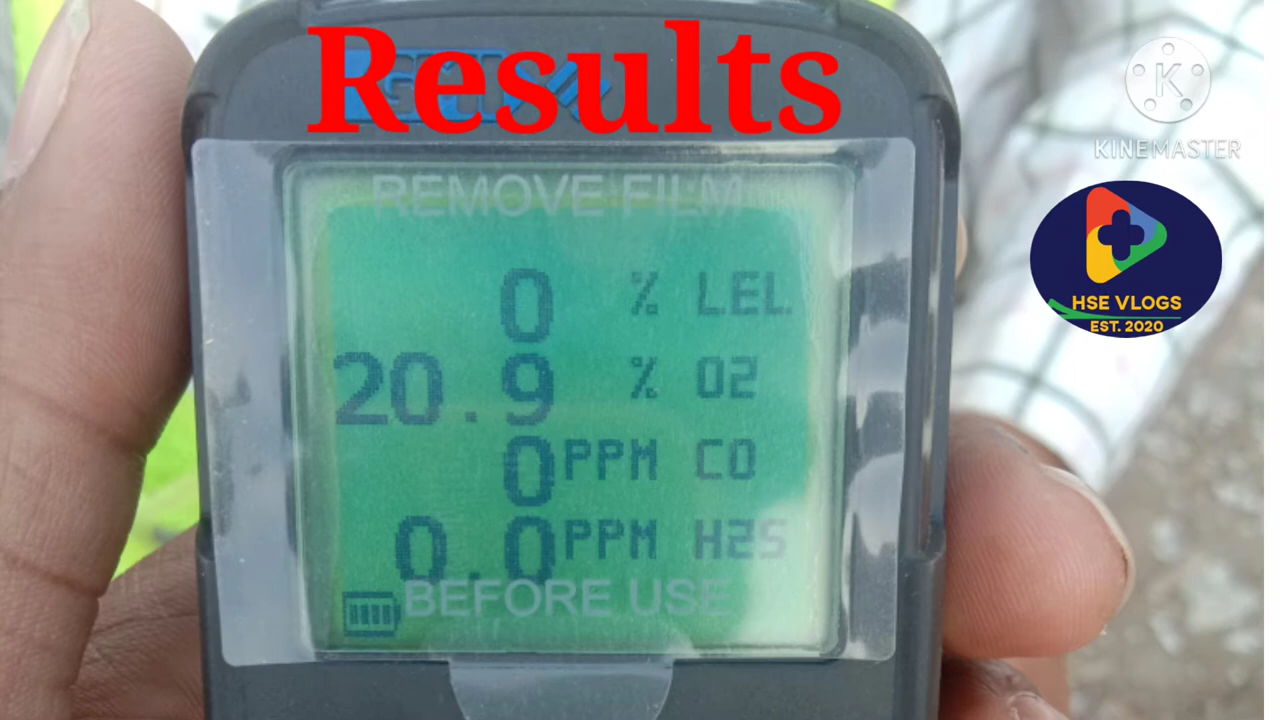 Results
K
KINEMASTER
REMOVE FILM
HSE VLOGS
EST. 2020
0 % LEL
20.9 % O2
0 PPM CO
0.0 PPM H2S
BEFORE USE